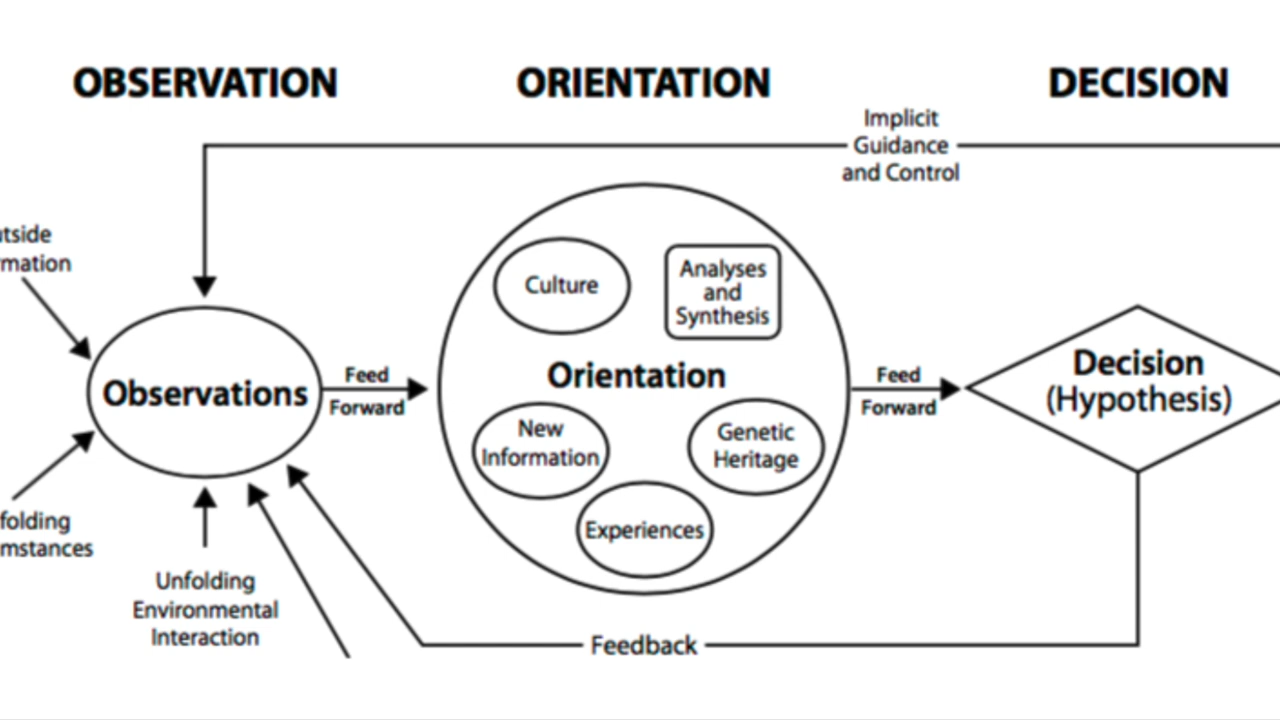 OBSERVATION
ORIENTATION
DECISION
Implicit
Guidance
and Control
Culture
Analyses
and
Synthesis
Observations
Feed
Forward
Orientation
New
Information
Genetic
Heritage
Experiences
Feed
Forward
Decision
(Hypothesis)
Unfolding
Environmental
Interaction
Feedback